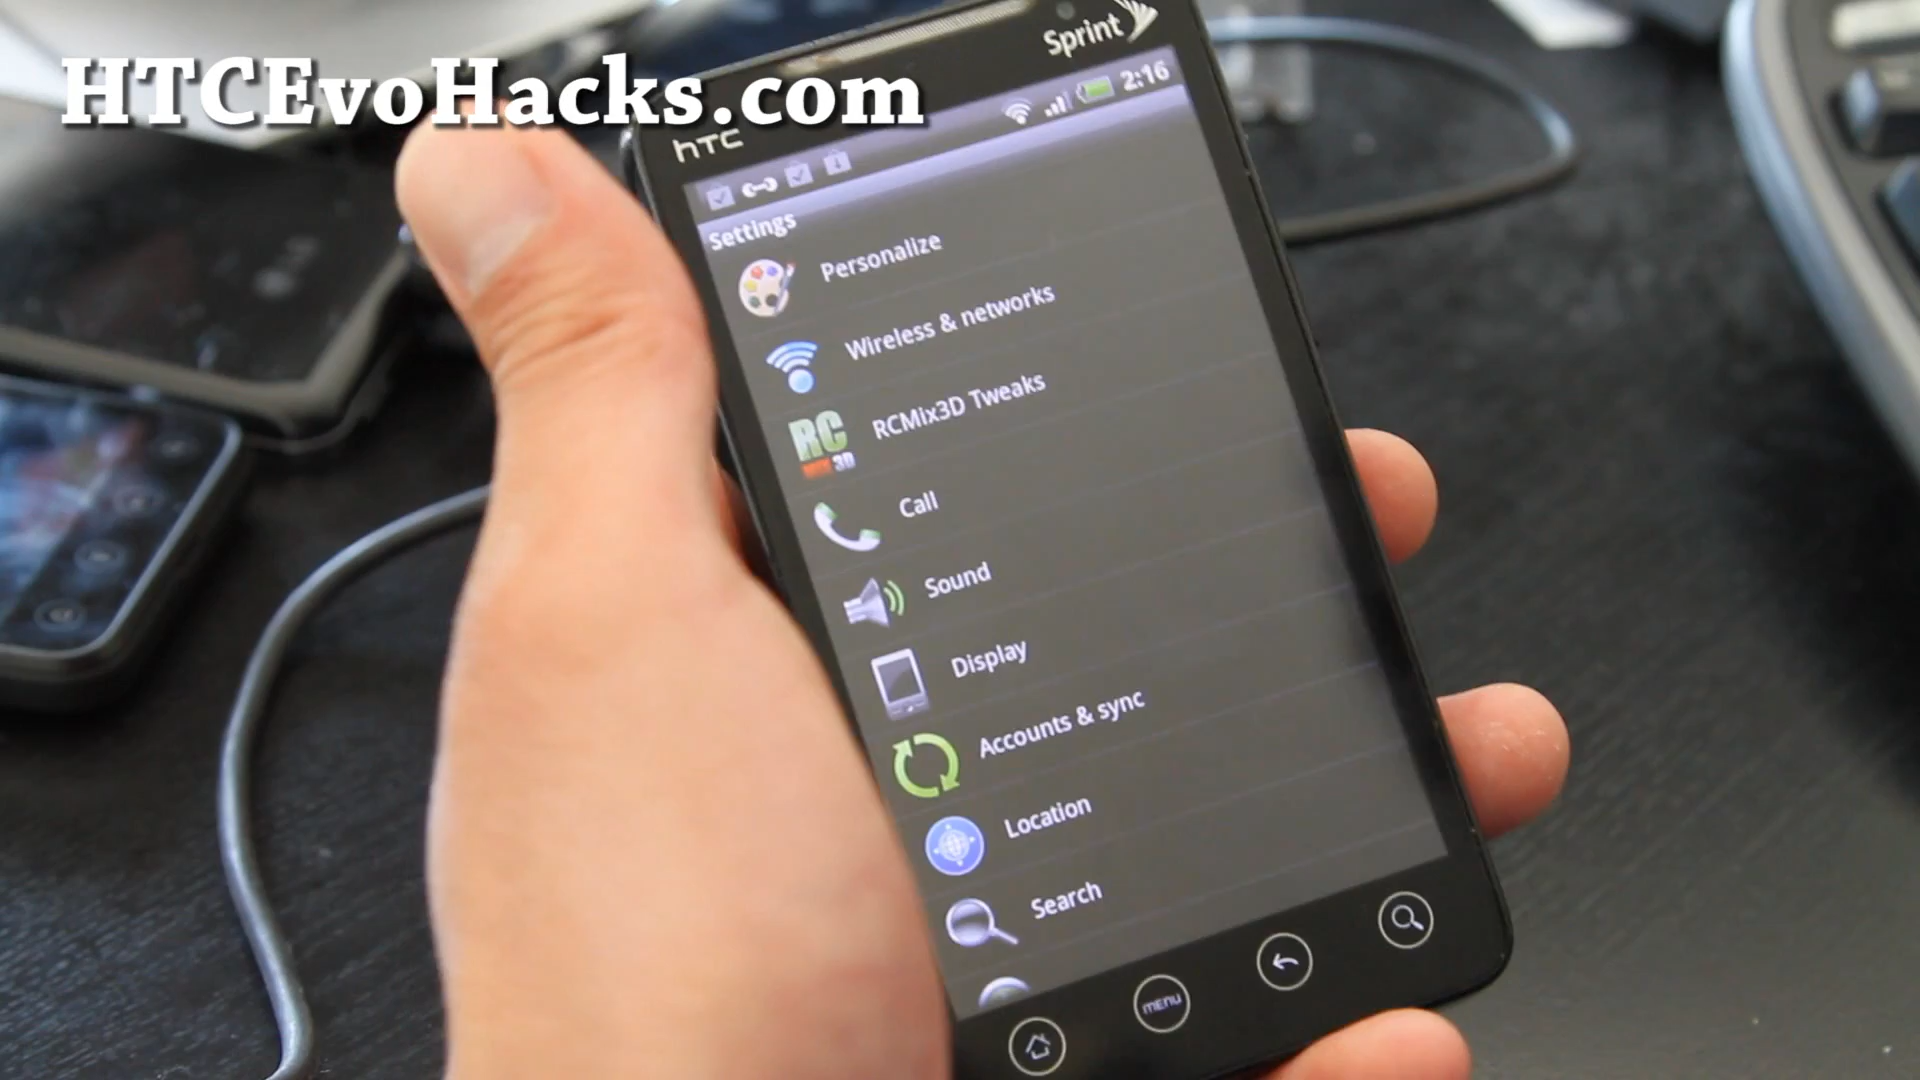 HTCEvoHacks.com
Sprint
hTC
2:16
Settings
Personalize
Wireless & networks
RCMix3D Tweaks
RC
3D
Call
Sound
Display
Accounts & sync
Location
Search
menu